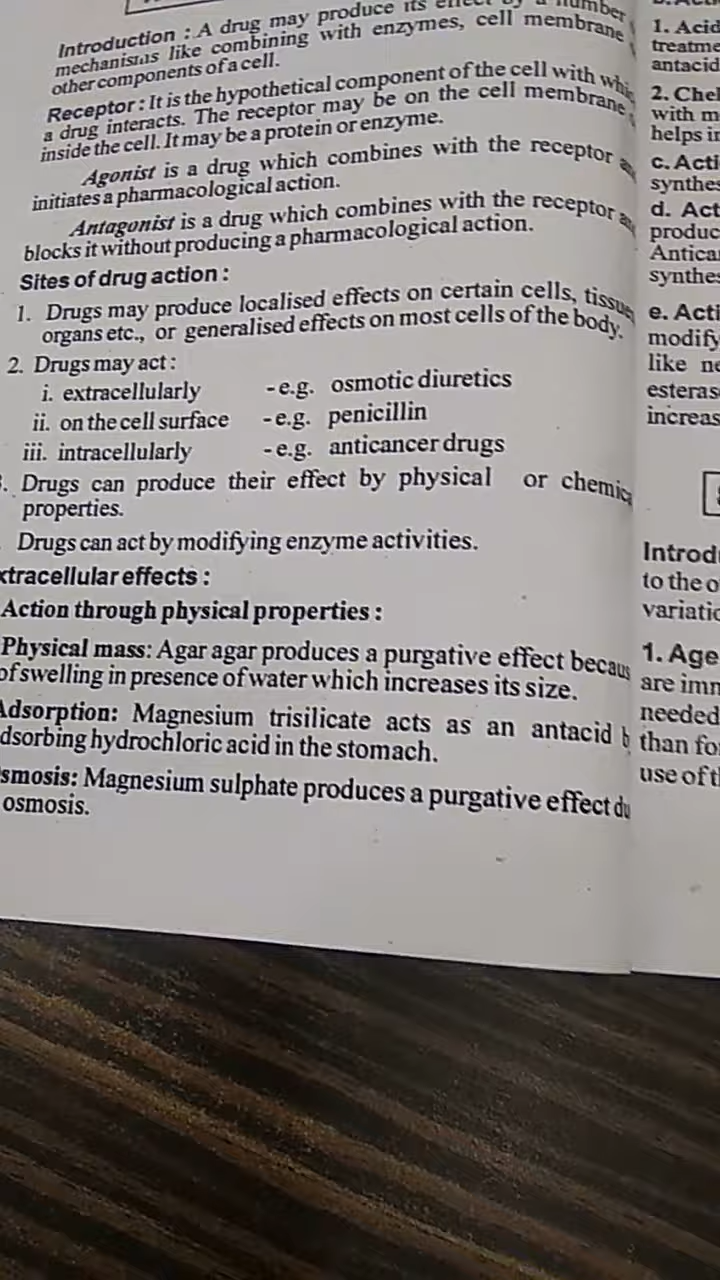 Introduction : A drug may produce its effect by a number
mechanisms like combining with enzymes, cell membrane
other components of a cell.
Receptor : It is the hypothetical component of the cell with
a drug interacts. The receptor may be on the cell membrane
inside the cell. It may be a protein or enzyme.
Agonist is a drug which combines with the receptor
initiates a pharmacological action.
Antagonist is a drug which combines with the receptor
blocks it without producing a pharmacological action.
Sites of drug action :
1. Drugs may produce localised effects on certain cells,
organs etc., or generalised effects on most cells of the body.
2. Drugs may act :
i. extracellularly - e.g. osmotic diuretics
ii. on the cell surface - e.g. penicillin
iii. intracellularly - e.g. anticancer drugs
. Drugs can produce their effect by physical or
properties.
Drugs can act by modifying enzyme activities.
xtracellular effects :
Action through physical properties :
Physical mass: Agar agar produces a purgative effect becaus
of swelling in presence of water which increases its size.
Adsorption: Magnesium trisilicate acts as an antacid b
dsorbing hydrochloric acid in the stomach.
smosis: Magnesium sulphate produces a purgative effect du
osmosis.
1. Acid
treatme
antacid
2. Chel
with m
helps in
c. Acti
synthes
d. Act
produc
Antica
synthes
e. Acti
modify
like ne
esteras
increas
Introd
to the o
variatio
1. Age
are imm
needed
than fo
use of t